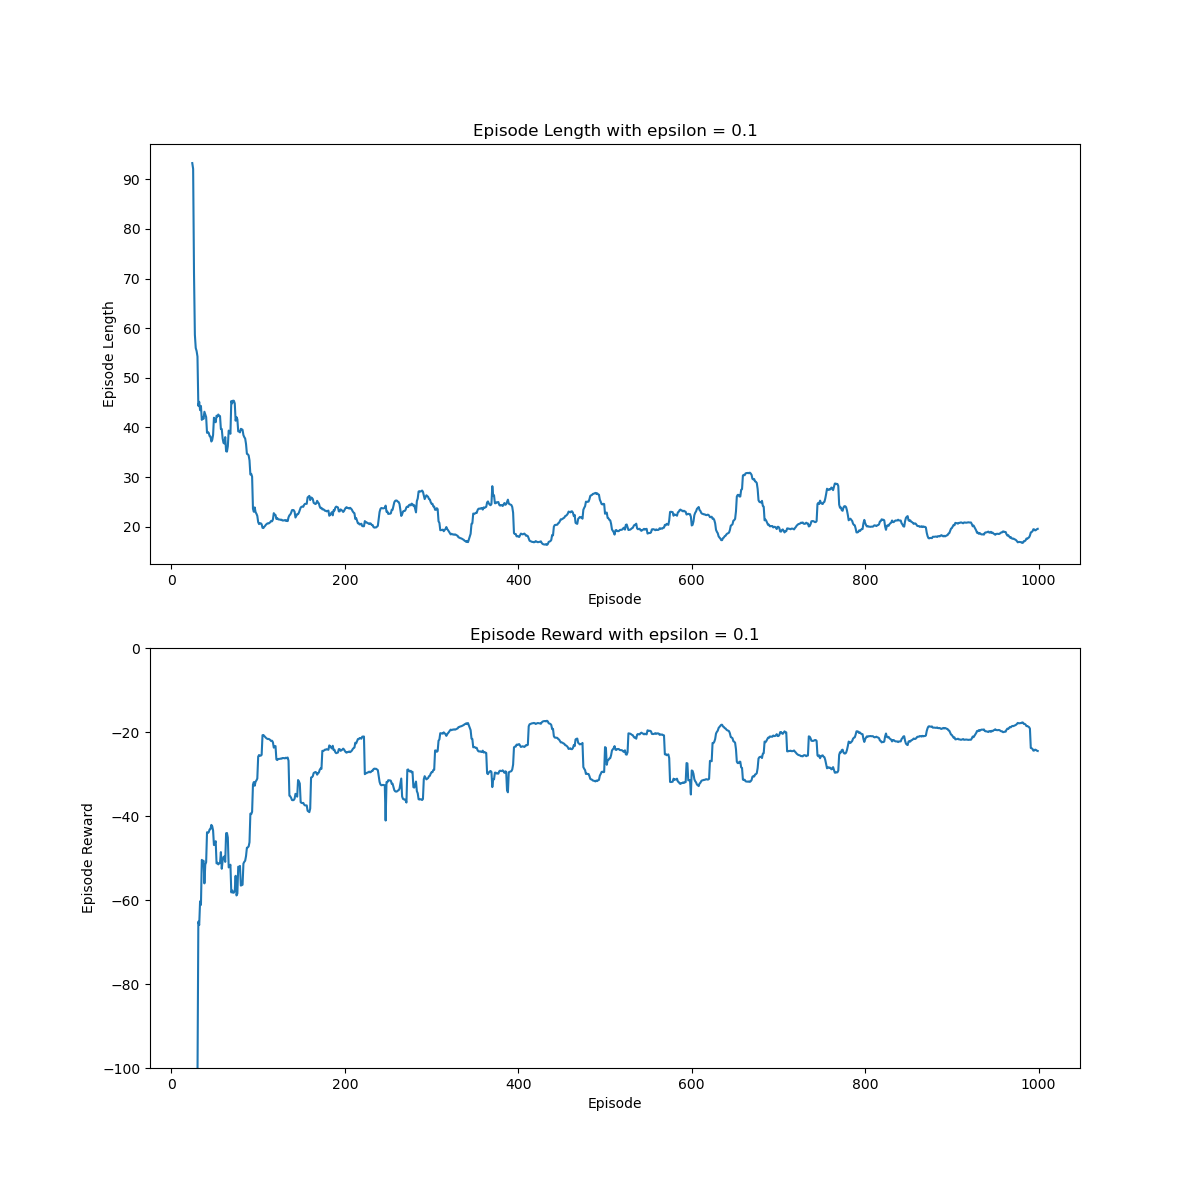 Episode Length with epsilon = 0.1
90
80
70
60
50
40
30
20
Episode Length
0 200 400 600 800 1000
Episode
Episode Reward with epsilon = 0.1
0
−20
−40
−60
−80
−100
Episode Reward
0 200 400 600 800 1000
Episode